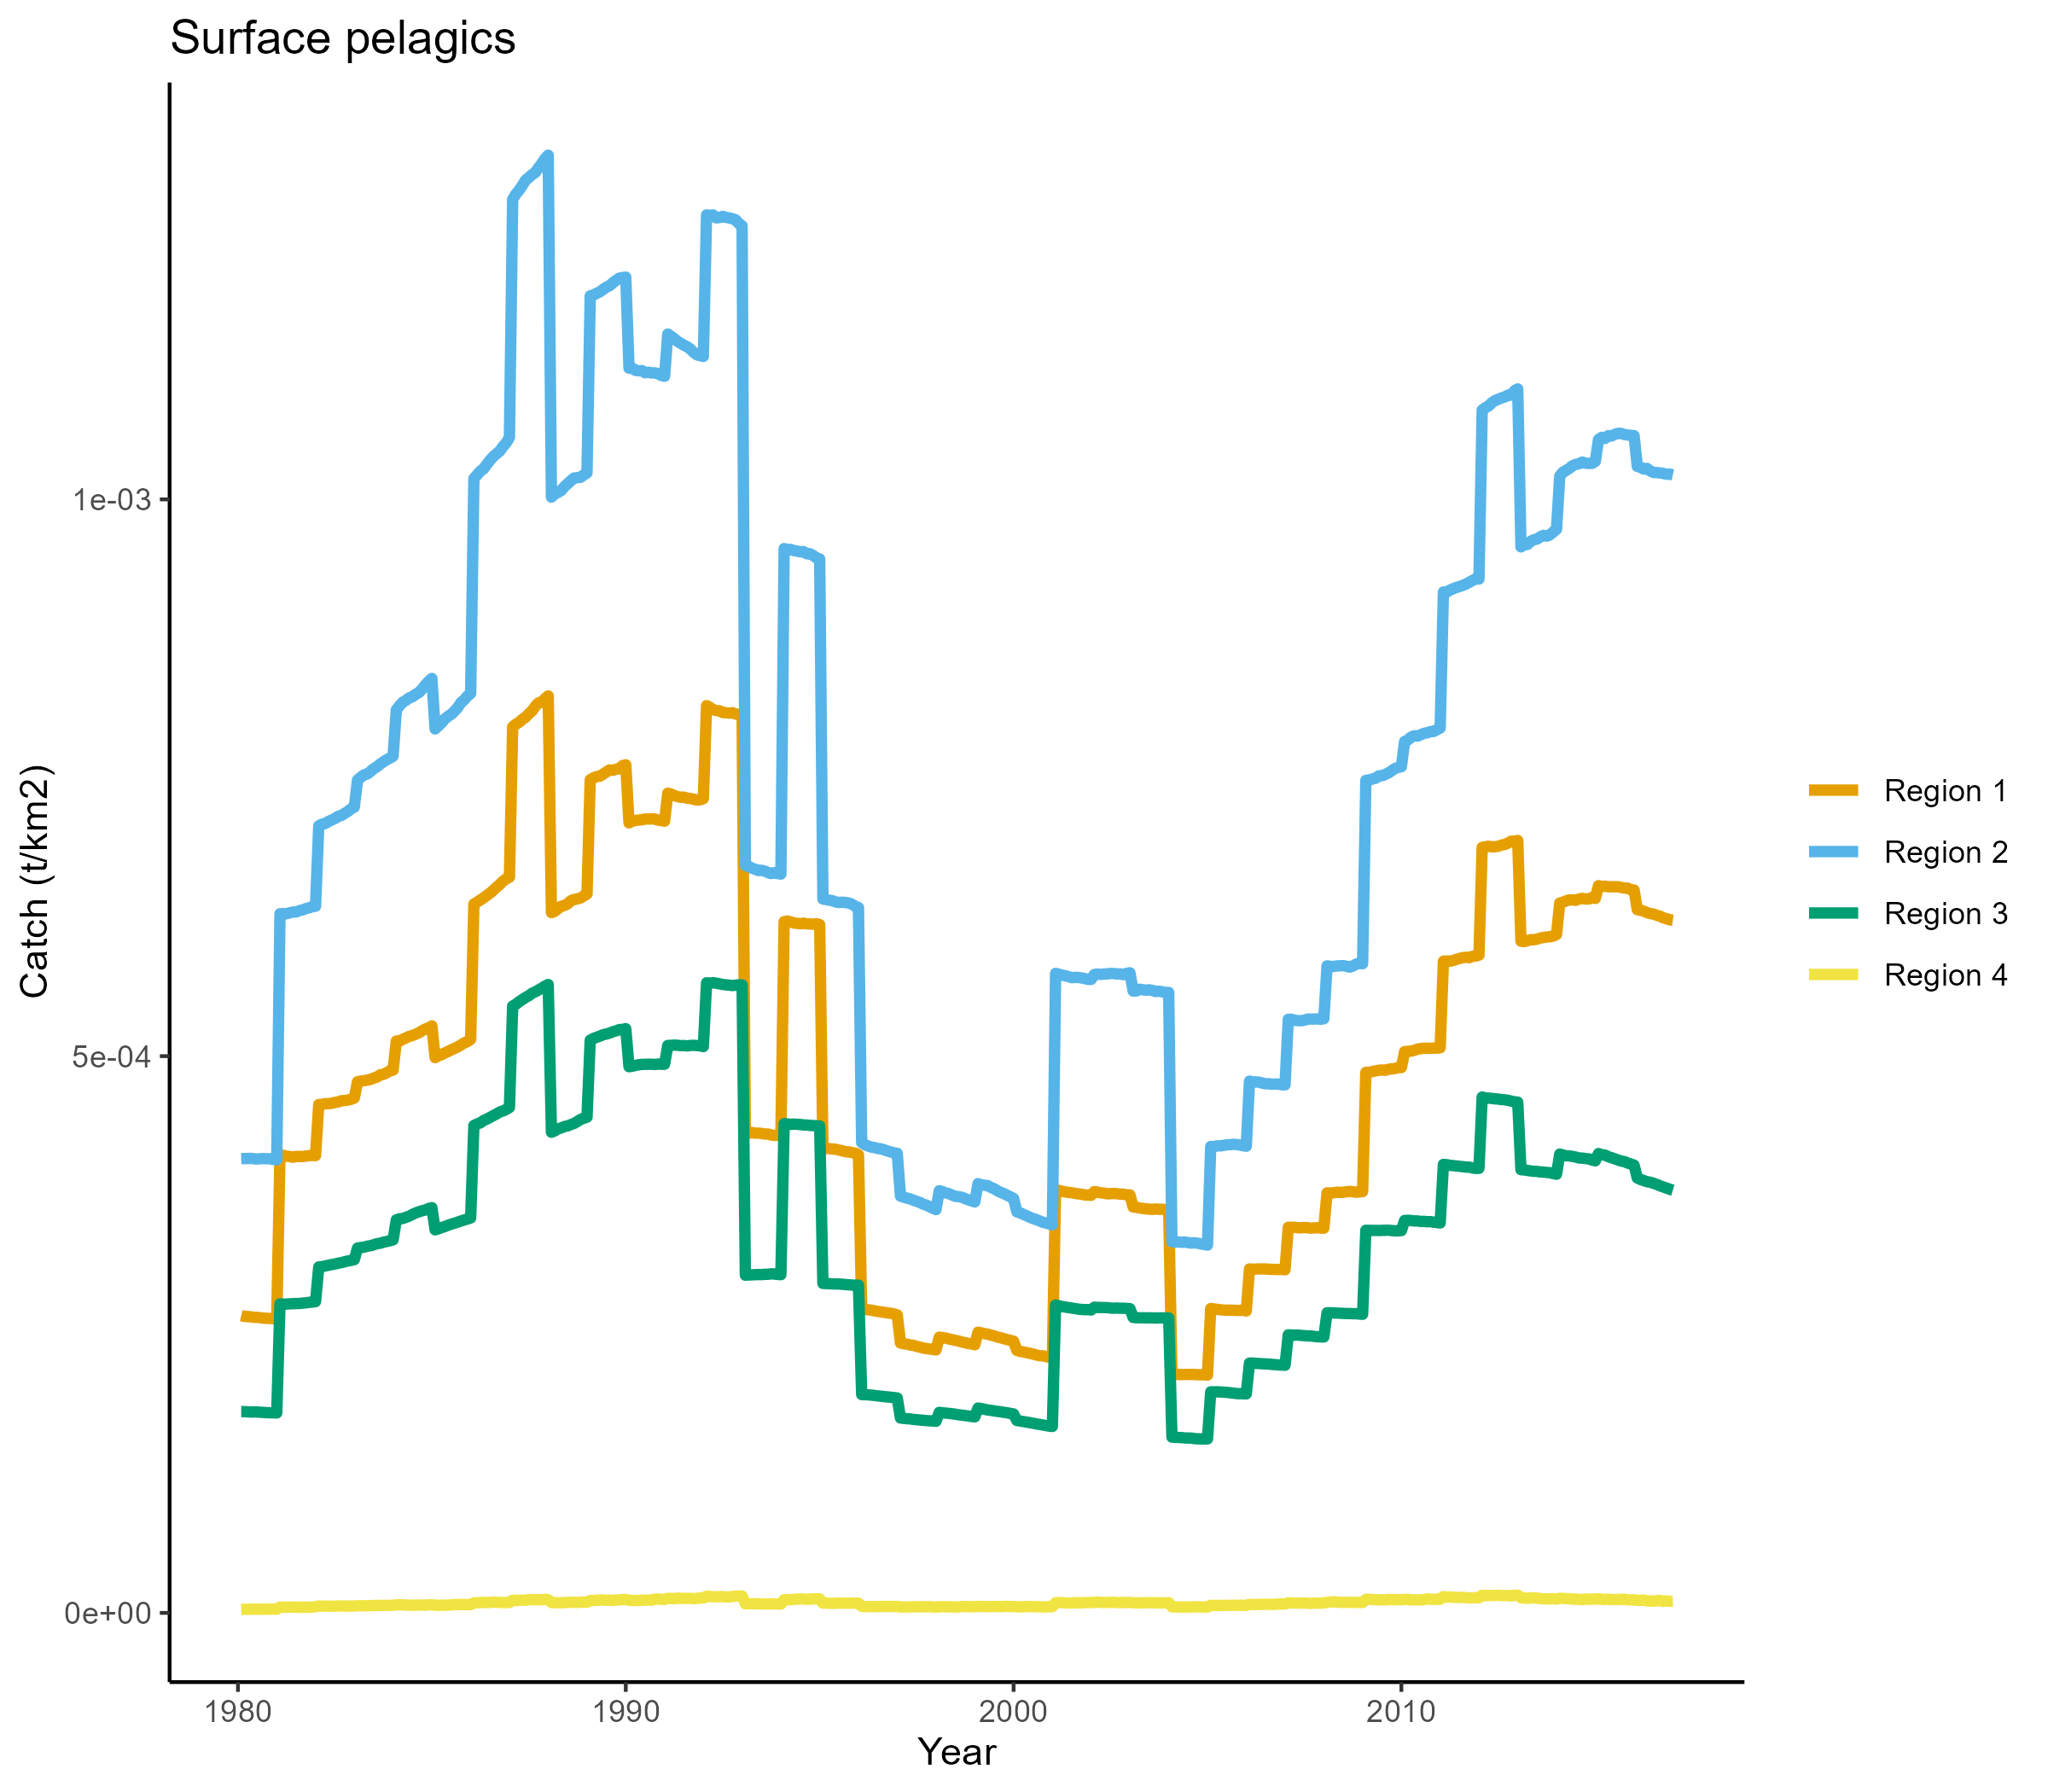 Surface pelagics
Catch (t/km2)
1e-03
5e-04
0e+00
1980
1990
2000
2010
Year
Region 1
Region 2
Region 3
Region 4